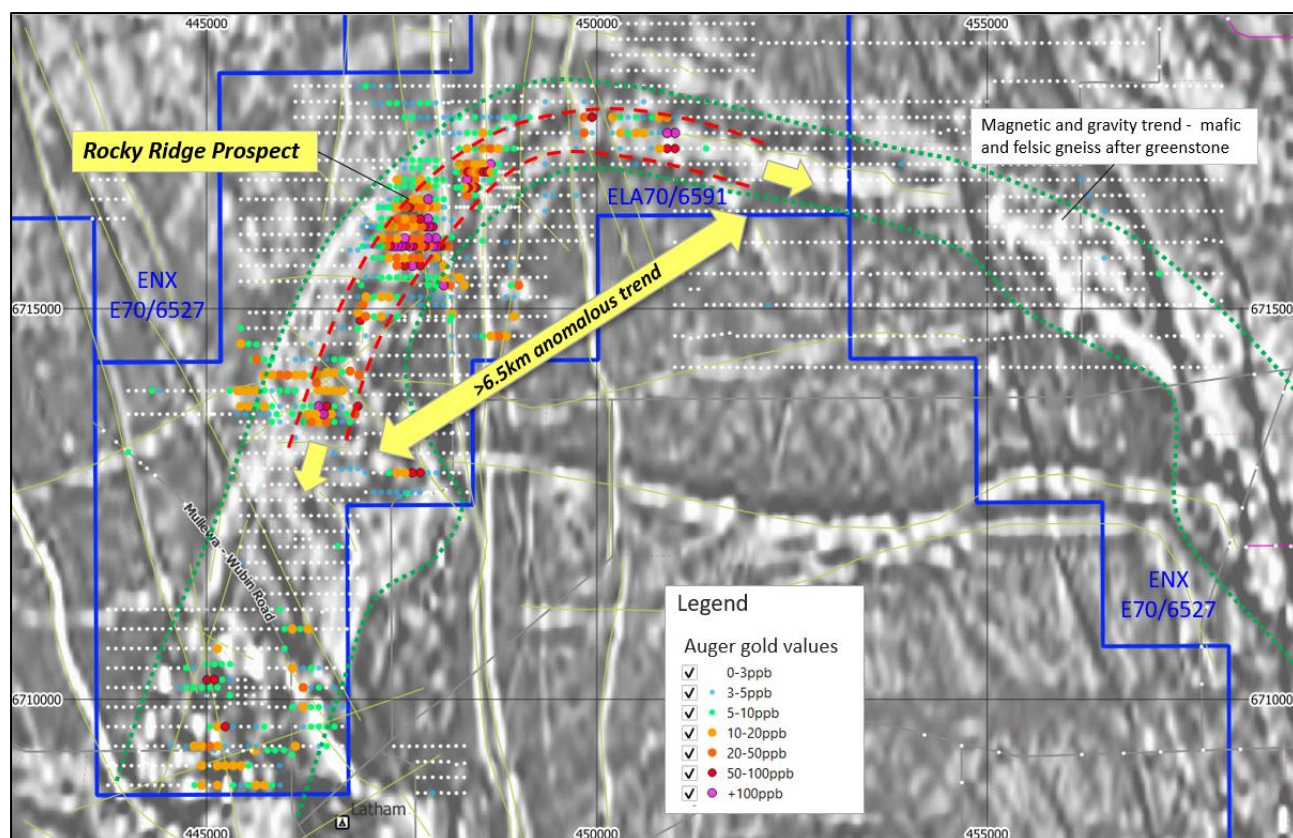 445000
450000
455000
Rocky Ridge Prospect
Magnetic and gravity trend - mafic
and felsic gneiss after greenstone
ELA70/6591
ENX
E70/6527
6715000
6715000
>6.5km anomalous trend
Mullewa - Wubin Road
ENX
E70/6527
Legend
Auger gold values
0-3ppb
3-5ppb
5-10ppb
10-20ppb
20-50ppb
50-100ppb
+100ppb
6710000
6710000
Latham
445000
450000
455000